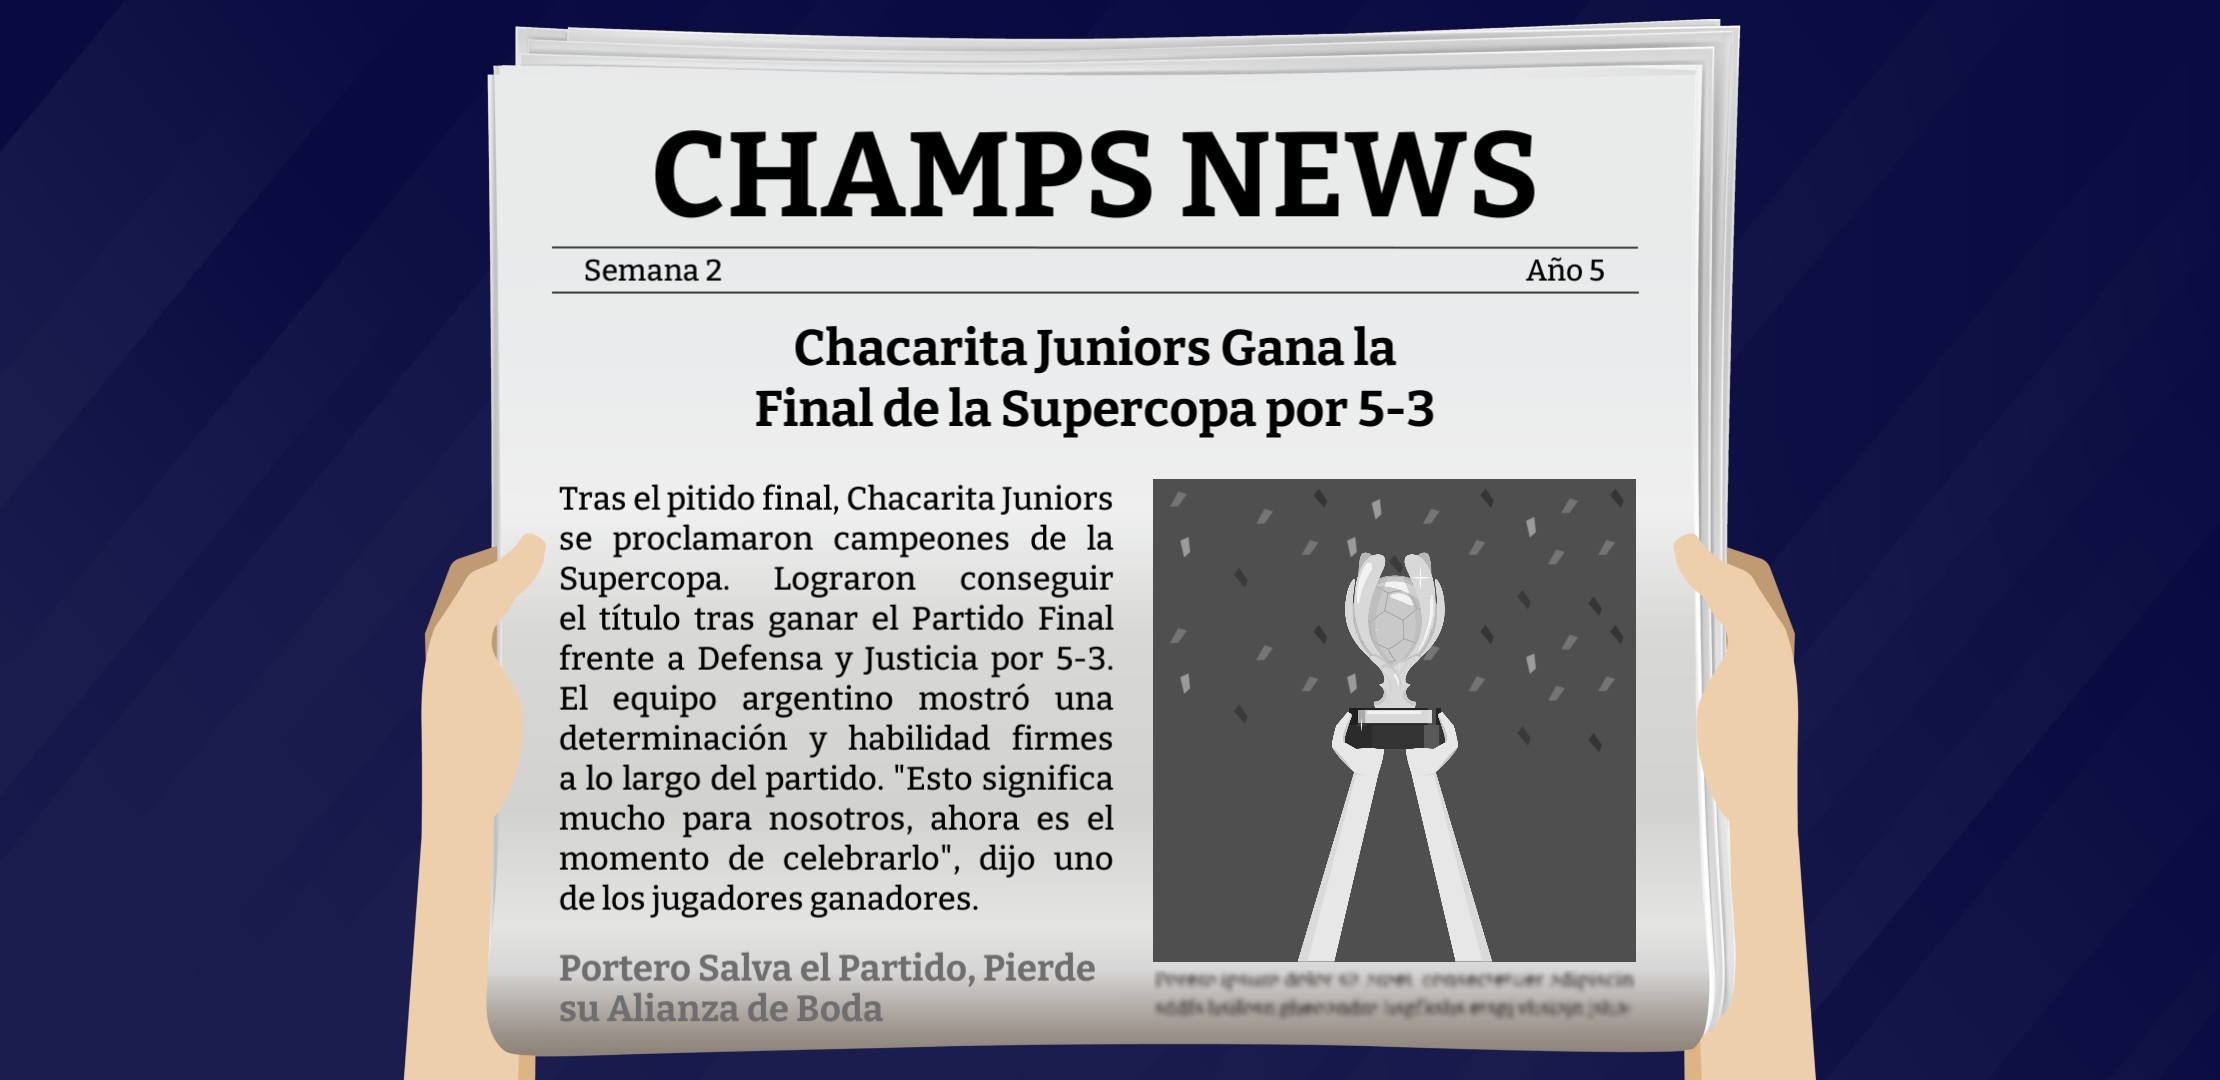 CHAMPS NEWS
Semana 2
Año 5
Chacarita Juniors Gana la
Final de la Supercopa por 5-3
Tras el pitido final, Chacarita Juniors
se proclamaron campeones de la
Supercopa. Lograron conseguir
el título tras ganar el Partido Final
frente a Defensa y Justicia por 5-3.
El equipo argentino mostró una
determinación y habilidad firmes
a lo largo del partido. "Esto significa
mucho para nosotros, ahora es el
momento de celebrarlo", dijo uno
de los jugadores ganadores.
Portero Salva el Partido, Pierde
su Alianza de Boda